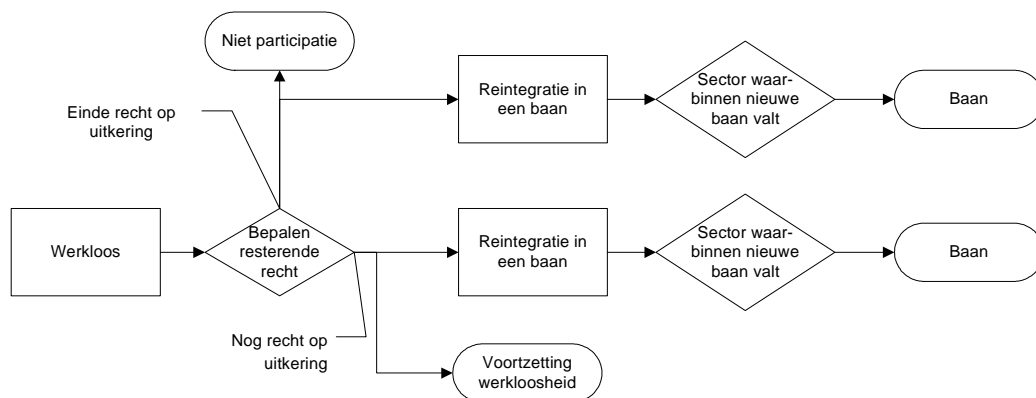 Niet participatie
Einde recht op
uitkering
Reintegratie in
een baan
Sector waar-
binnen nieuwe
baan valt
Baan
Werkloos
Bepalen
resterende
recht
Reintegratie in
een baan
Sector waar-
binnen nieuwe
baan valt
Baan
Nog recht op
uitkering
Voortzetting
werkloosheid